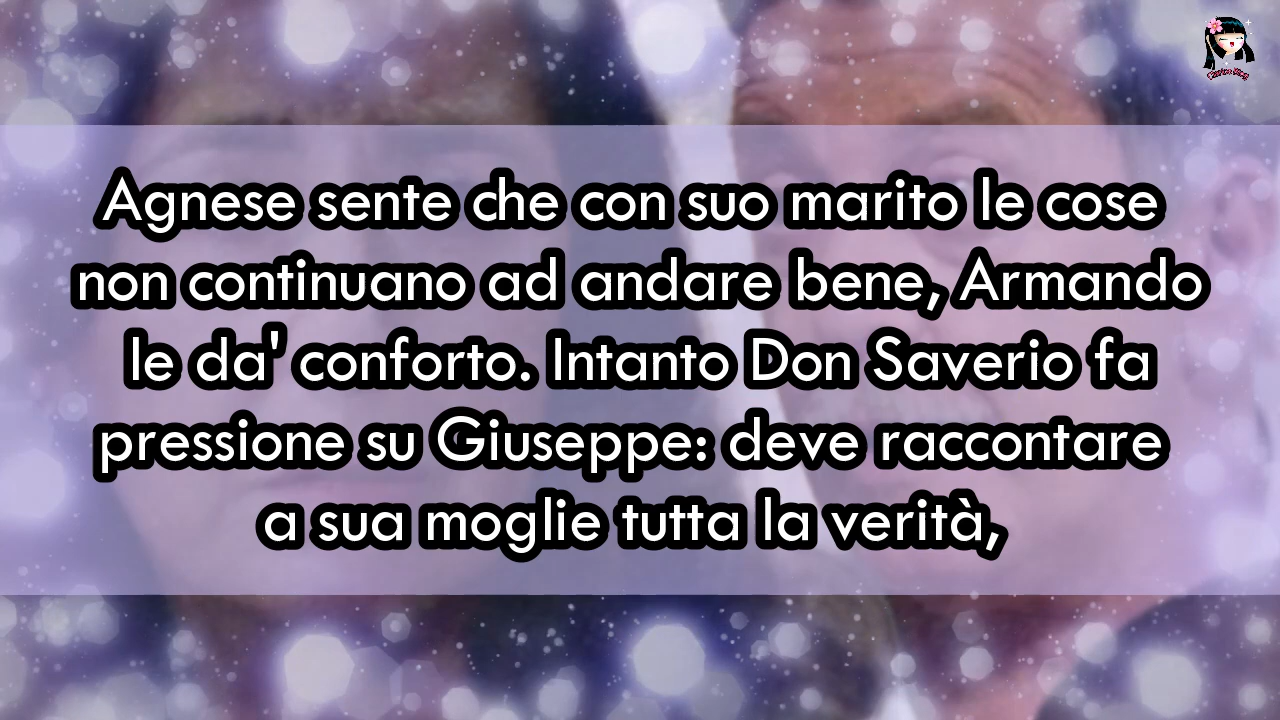 Agnese sente che con suo marito le cose
non continuano ad andare bene, Armando
le da' conforto. Intanto Don Saverio fa
pressione su Giuseppe: deve raccontare
a sua moglie tutta la verità,